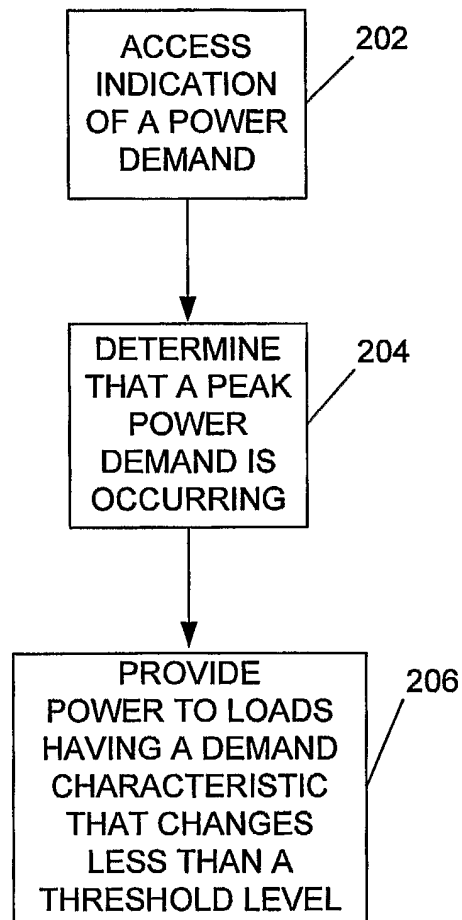 ACCESS
INDICATION
OF A POWER
DEMAND
202
DETERMINE
THAT A PEAK
POWER
DEMAND IS
OCCURRING
204
PROVIDE
POWER TO LOADS
HAVING A DEMAND
CHARACTERISTIC
THAT CHANGES
LESS THAN A
THRESHOLD LEVEL
206